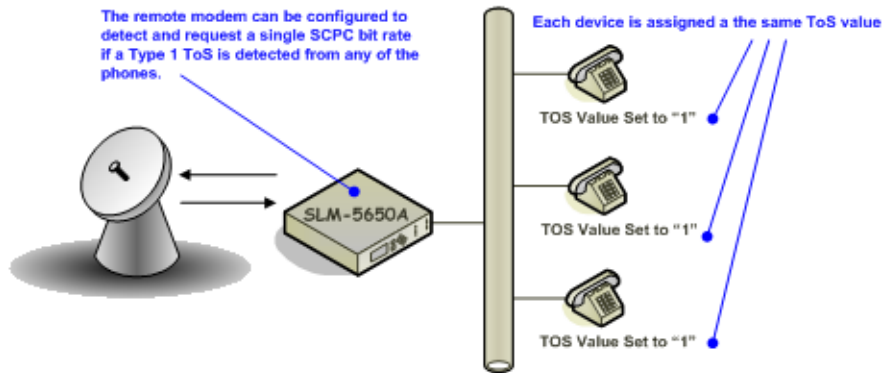 The remote modem can be configured to
detect and request a single SCPC bit rate
if a Type 1 ToS is detected from any of the
phones.
Each device is assigned a the same ToS value
TOS Value Set to “1”
SLM-5650A
TOS Value Set to “1”
TOS Value Set to “1”